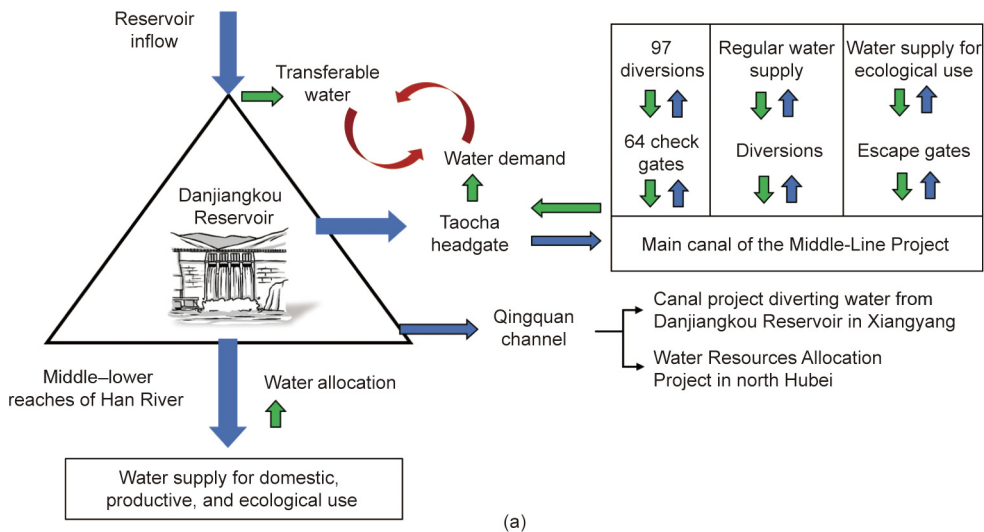 Reservoir
inflow
Transferable
water
Water demand
Danjiangkou
Reservoir
Taocha
headgate
97
diversions
64 check
gates
Regular water
supply
Diversions
Water supply for
ecological use
Escape gates
Main canal of the Middle-Line Project
Qingquan
channel
Canal project diverting water from
Danjiangkou Reservoir in Xiangyang
Water Resources Allocation
Project in north Hubei
Middle–lower
reaches of Han River
Water allocation
Water supply for domestic,
productive, and ecological use
(a)